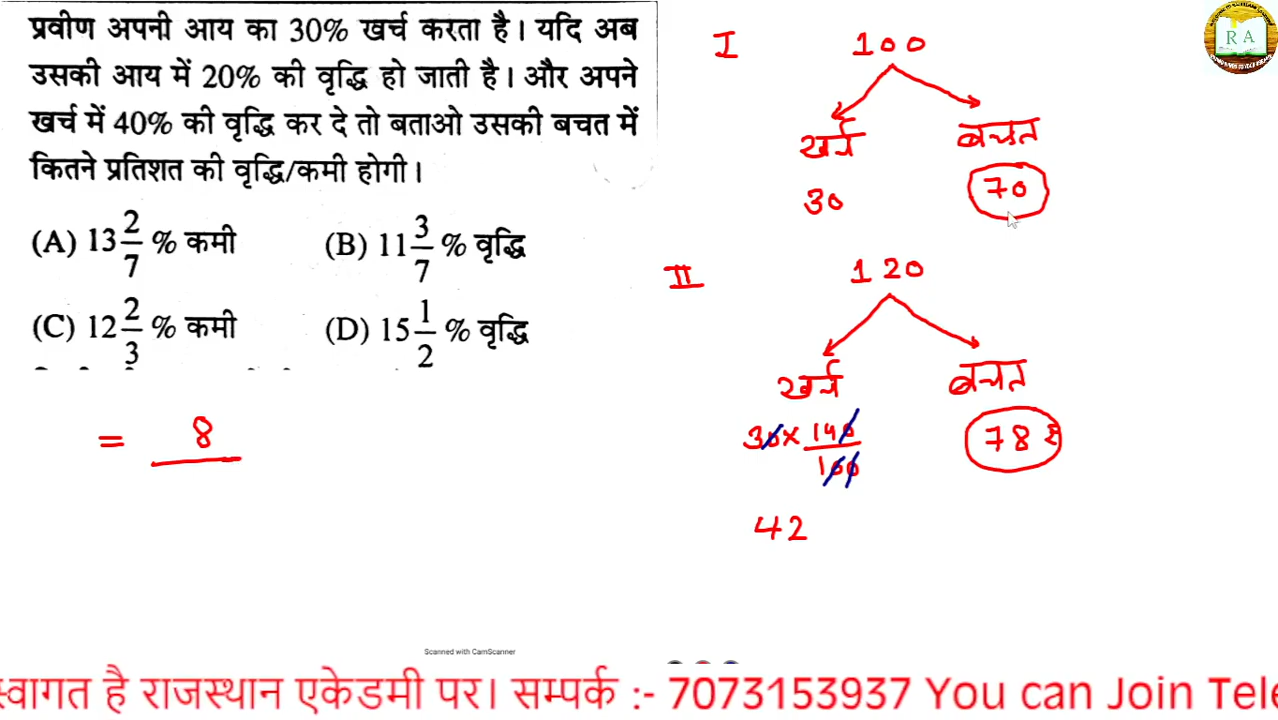 प्रवीण अपनी आय का 30% खर्च करता है। यदि अब
उसकी आय में 20% की वृद्धि हो जाती है। और अपने
खर्च में 40% की वृद्धि कर दे तो बताओ उसकी बचत में
कितने प्रतिशत की वृद्धि/कमी होगी।
(A) 13 2/7 % कमी (B) 11 3/7 % वृद्धि
(C) 12 2/3 % कमी (D) 15 1/2 % वृद्धि
= 8
I 100
खर्च बचत
30 70
II 120
खर्च बचत
30 × 140/100 78
42
RA
Scanned with CamScanner
स्वागत है राजस्थान एकेडमी पर। सम्पर्क :- 7073153937 You can Join Tele